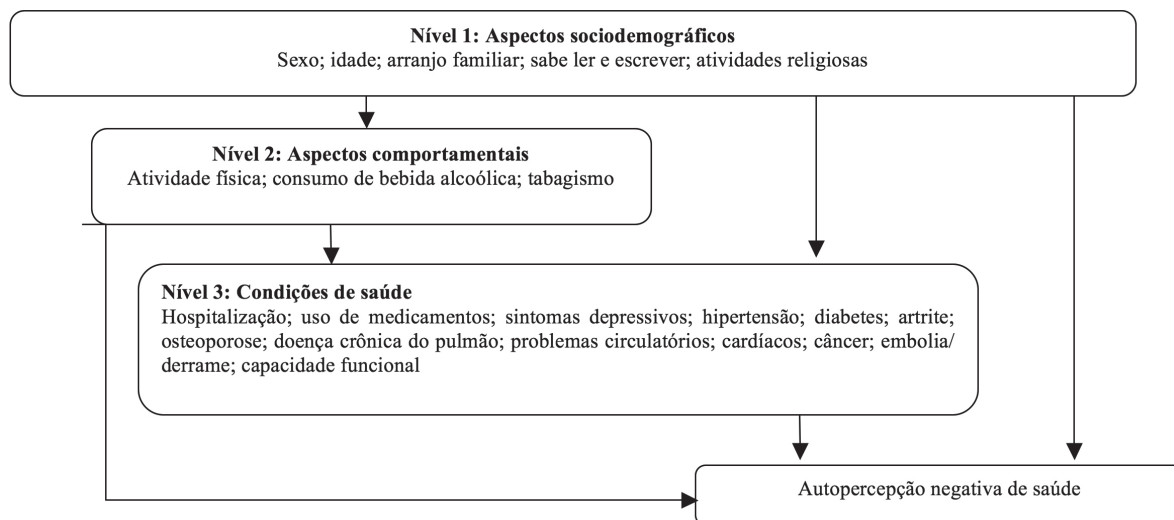 Nível 1: Aspectos sociodemográficos
Sexo; idade; arranjo familiar; sabe ler e escrever; atividades religiosas
Nível 2: Aspectos comportamentais
Atividade física; consumo de bebida alcoólica; tabagismo
Nível 3: Condições de saúde
Hospitalização; uso de medicamentos; sintomas depressivos; hipertensão; diabetes; artrite;
osteoporose; doença crônica do pulmão; problemas circulatórios; cardíacos; câncer; embolia/
derrame; capacidade funcional
Autopercepção negativa de saúde